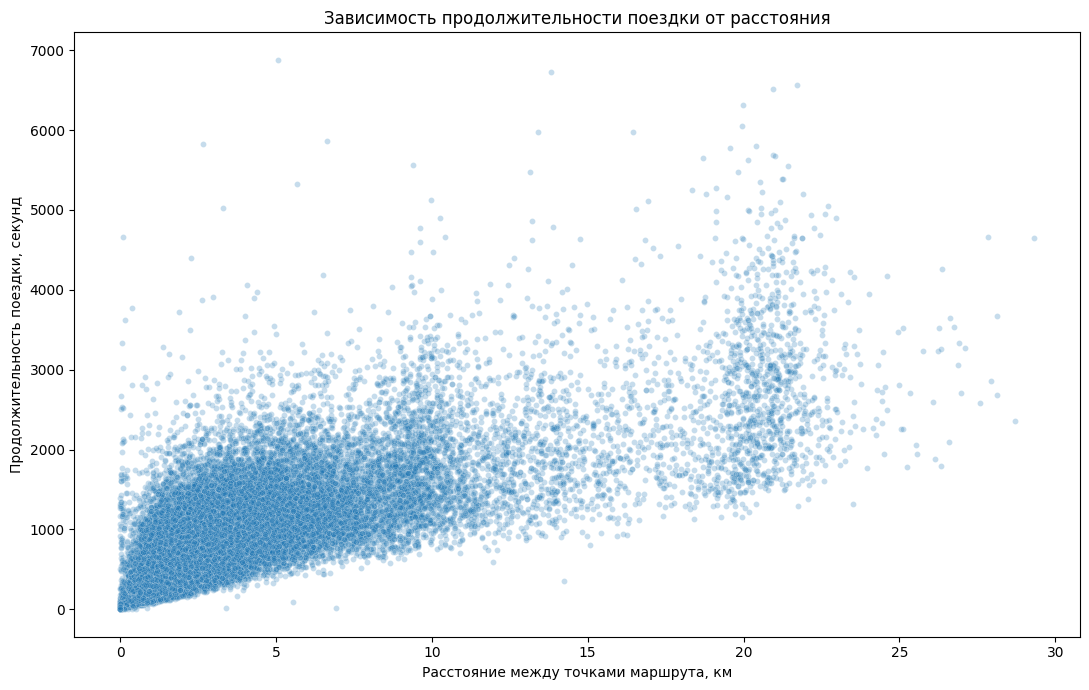 Зависимость продолжительности поездки от расстояния
Продолжительность поездки, секунд
7000
6000
5000
4000
3000
2000
1000
0
0 5 10 15 20 25 30
Расстояние между точками маршрута, км